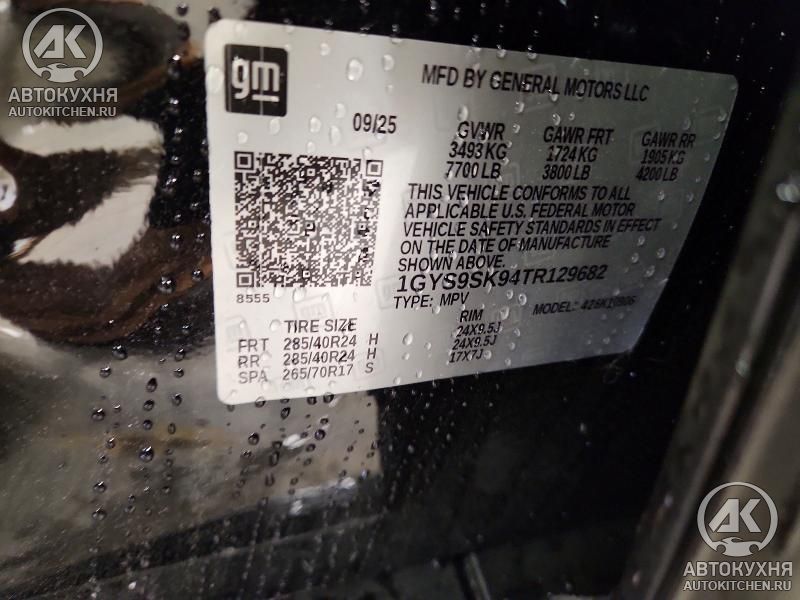 AK
АВТОКУХНЯ
AUTOKITCHEN.RU
gm
MFD BY GENERAL MOTORS LLC
09/25 GVWR GAWR FRT GAWR RR
3493 KG 1724 KG 1905 KG
7700 LB 3800 LB 4200 LB
THIS VEHICLE CONFORMS TO ALL
APPLICABLE U.S. FEDERAL MOTOR
VEHICLE SAFETY STANDARDS IN EFFECT
ON THE DATE OF MANUFACTURE
SHOWN ABOVE.
1GYS9SK94TR129682
8555
TYPE: MPV MODEL:
TIRE SIZE RIM
FRT 285/40R24 H 24X9.5J
RR 285/40R24 H 24X9.5J
SPA 265/70R17 S 17X7J
AK
АВТОКУХНЯ
AUTOKITCHEN.RU